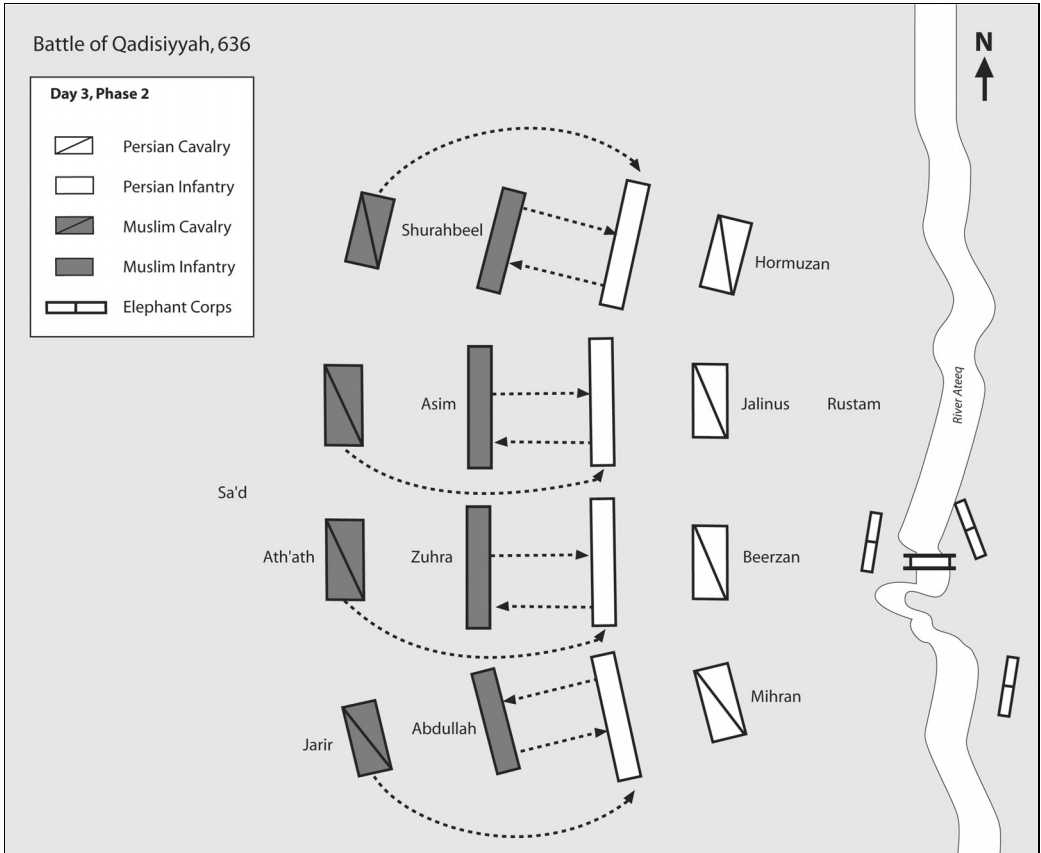 Battle of Qadisiyyah, 636
N
Day 3, Phase 2
Persian Cavalry
Persian Infantry
Muslim Cavalry
Muslim Infantry
Elephant Corps
Shurahbeel
Hormuzan
Asim
Jalinus
Rustam
River Ateeq
Sa'd
Ath'ath
Zuhra
Beerzan
Mihran
Abdullah
Jarir